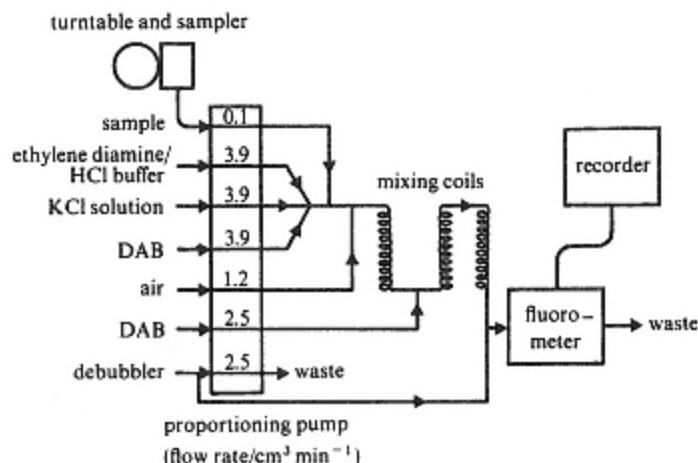 turntable and sampler
sample
0.1
ethylene diamine/
HCl buffer
3.9
KCl solution
3.9
DAB
3.9
air
1.2
DAB
2.5
debubbler
2.5
waste
mixing coils
recorder
fluoro–
meter
waste
proportioning pump
(flow rate/cm³ min⁻¹)